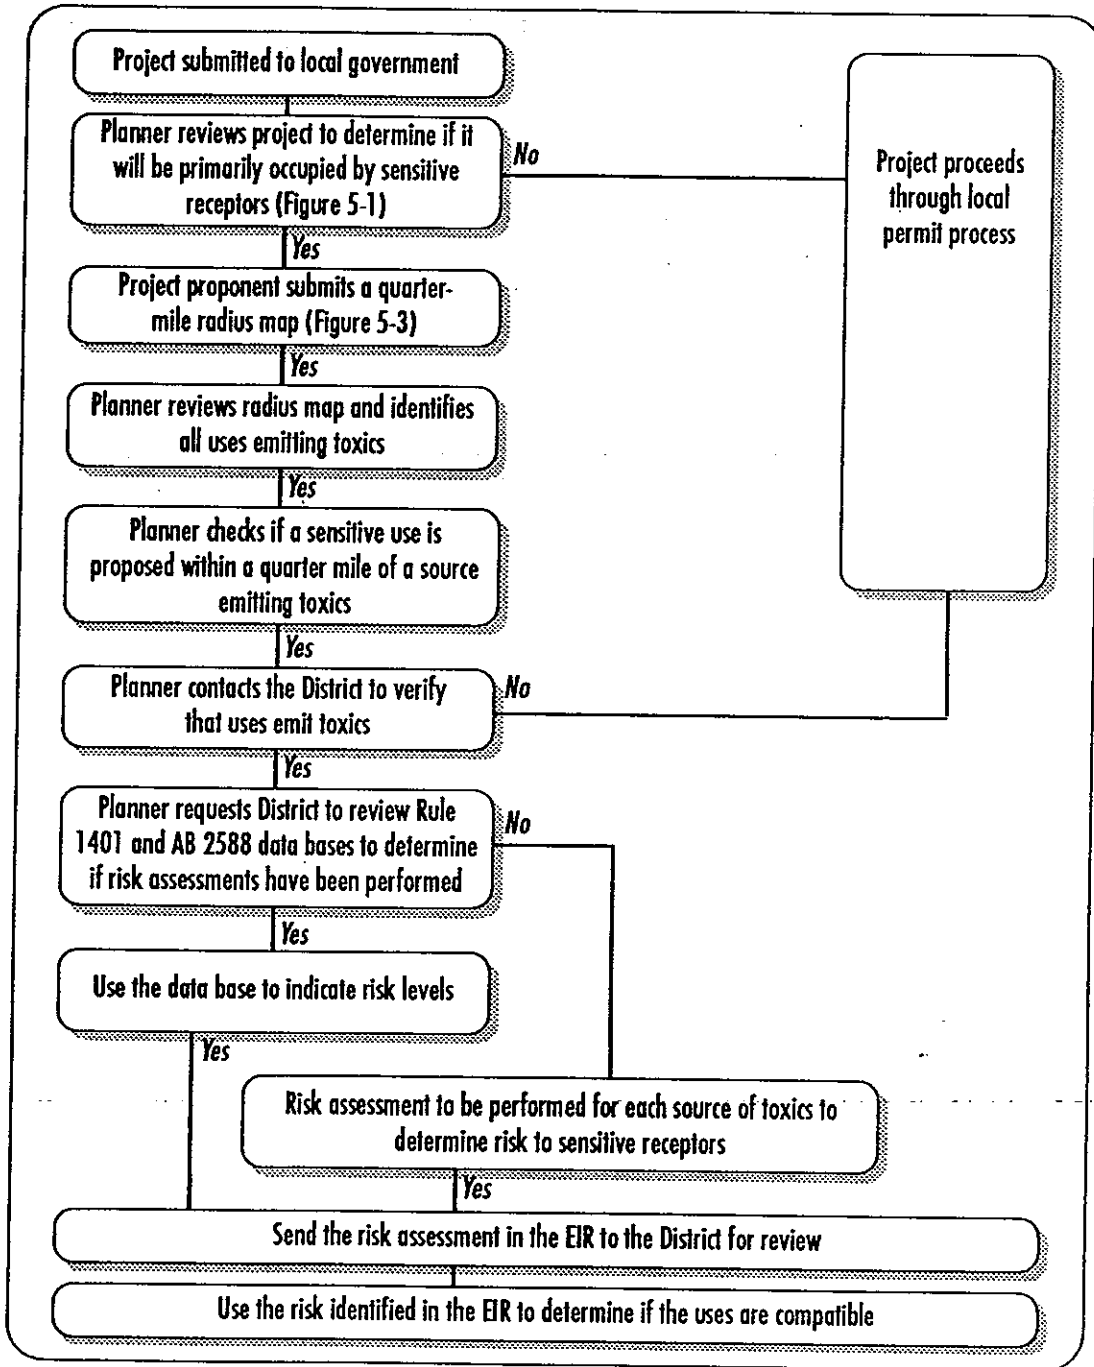 Project submitted to local government
Planner reviews project to determine if it
will be primarily occupied by sensitive
receptors (Figure 5-1)
No
Project proceeds
through local
permit process
Yes
Project proponent submits a quarter-
mile radius map (Figure 5-3)
Yes
Planner reviews radius map and identifies
all uses emitting toxics
Yes
Planner checks if a sensitive use is
proposed within a quarter mile of a source
emitting toxics
Yes
Planner contacts the District to verify
that uses emit toxics
No
Yes
Planner requests District to review Rule
1401 and AB 2588 data bases to determine
if risk assessments have been performed
No
Yes
Use the data base to indicate risk levels
Yes
Risk assessment to be performed for each source of toxics to
determine risk to sensitive receptors
Yes
Send the risk assessment in the EIR to the District for review
Use the risk identified in the EIR to determine if the uses are compatible